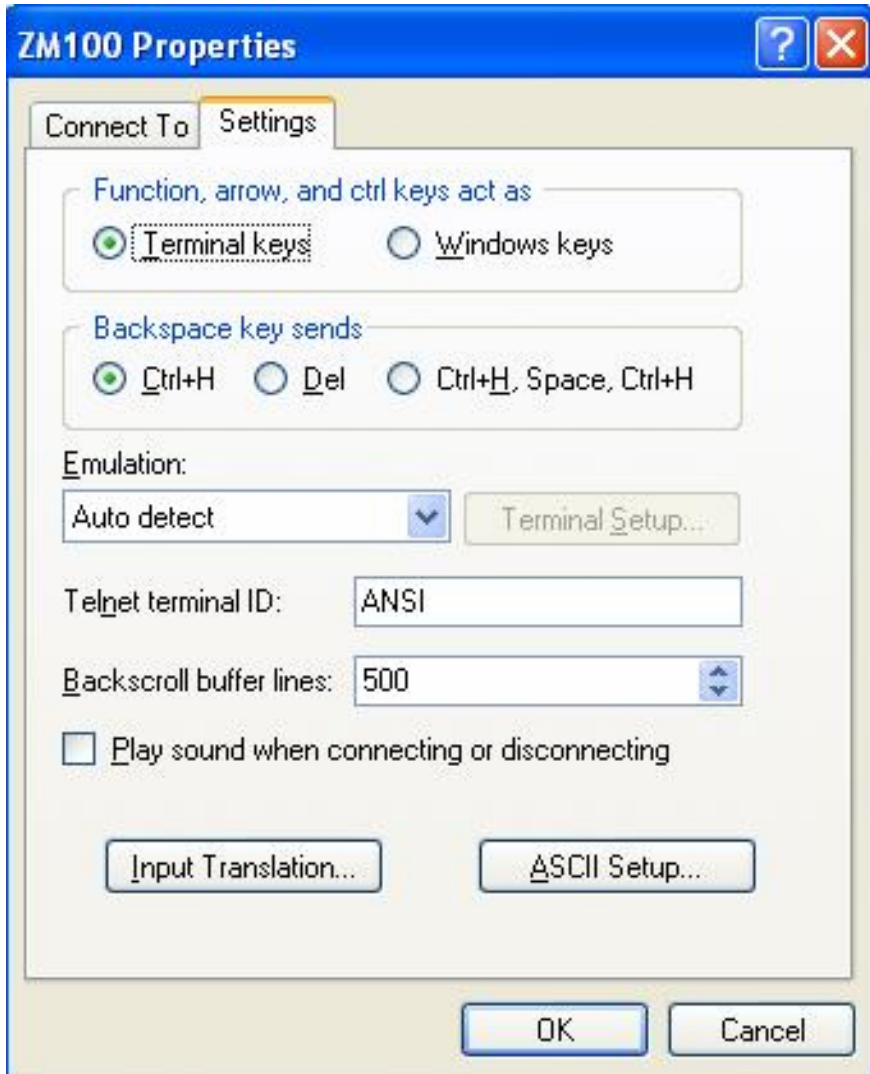 ZM100 Properties
Connect To Settings
Function, arrow, and ctrl keys act as
Terminal keys Windows keys
Backspace key sends
Ctrl+H Del Ctrl+H, Space, Ctrl+H
Emulation:
Auto detect Terminal Setup...
Telnet terminal ID: ANSI
Backscroll buffer lines: 500
Play sound when connecting or disconnecting
Input Translation... ASCII Setup...
OK Cancel